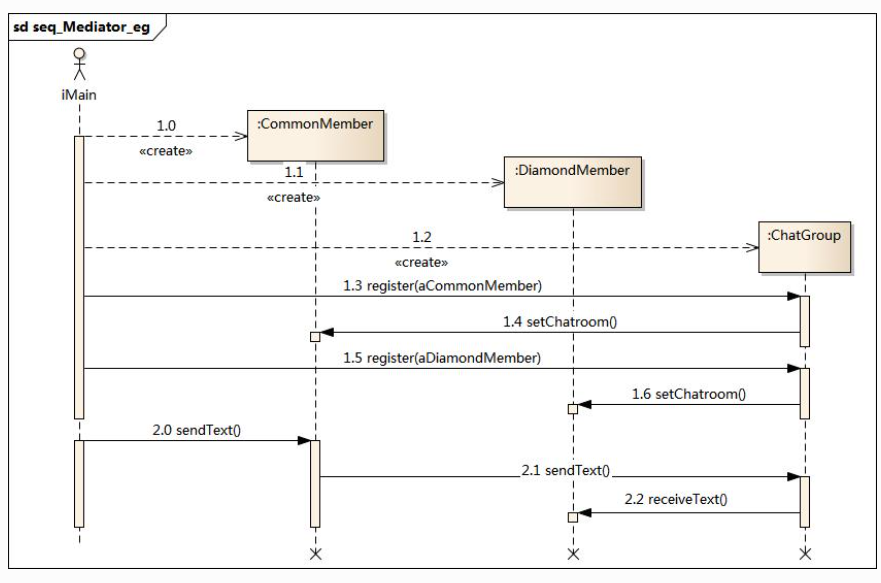 sd seq_Mediator_eg
iMain
1.0
«create»
:CommonMember
1.1
«create»
:DiamondMember
1.2
«create»
:ChatGroup
1.3 register(aCommonMember)
1.4 setChatroom()
1.5 register(aDiamondMember)
1.6 setChatroom()
2.0 sendText()
2.1 sendText()
2.2 receiveText()